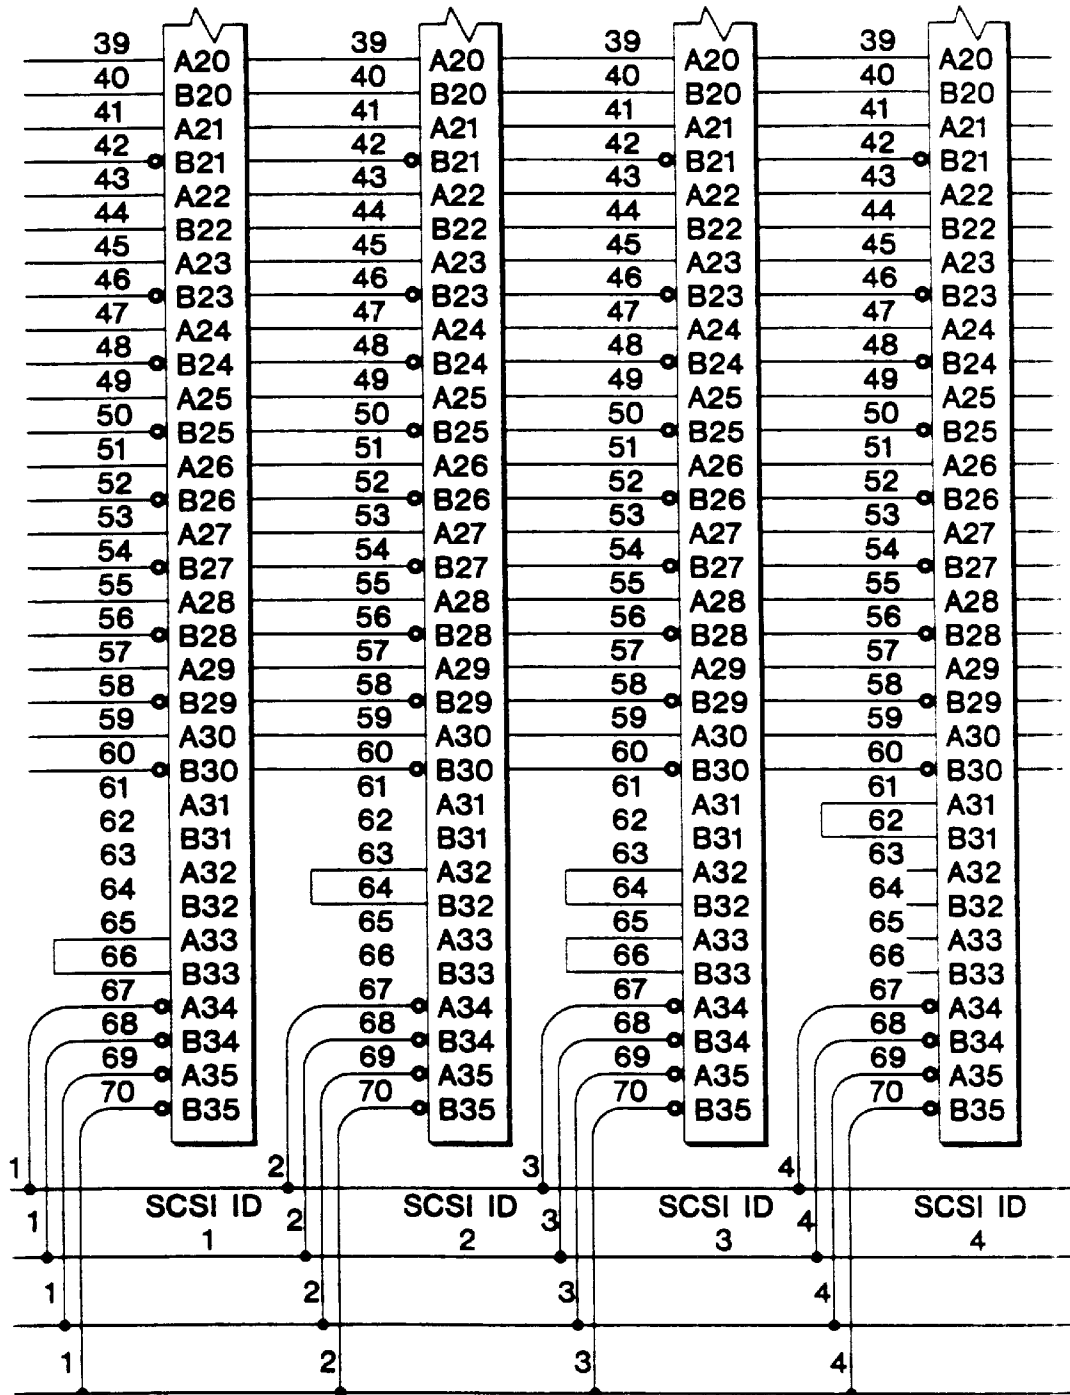 39 A20 39 A20 39 A20 39 A20
40 B20 40 B20 40 B20 40 B20
41 A21 41 A21 41 A21 41 A21
42 B21 42 B21 42 B21 42 B21
43 A22 43 A22 43 A22 43 A22
44 B22 44 B22 44 B22 44 B22
45 A23 45 A23 45 A23 45 A23
46 B23 46 B23 46 B23 46 B23
47 A24 47 A24 47 A24 47 A24
48 B24 48 B24 48 B24 48 B24
49 A25 49 A25 49 A25 49 A25
50 B25 50 B25 50 B25 50 B25
51 A26 51 A26 51 A26 51 A26
52 B26 52 B26 52 B26 52 B26
53 A27 53 A27 53 A27 53 A27
54 B27 54 B27 54 B27 54 B27
55 A28 55 A28 55 A28 55 A28
56 B28 56 B28 56 B28 56 B28
57 A29 57 A29 57 A29 57 A29
58 B29 58 B29 58 B29 58 B29
59 A30 59 A30 59 A30 59 A30
60 B30 60 B30 60 B30 60 B30
61 A31 61 A31 61 A31 61 A31
62 B31 62 B31 62 B31 62 B31
63 A32 63 A32 63 A32 63 A32
64 B32 64 B32 64 B32 64 B32
65 A33 65 A33 65 A33 65 A33
66 B33 66 B33 66 B33 66 B33
67 A34 67 A34 67 A34 67 A34
68 B34 68 B34 68 B34 68 B34
69 A35 69 A35 69 A35 69 A35
70 B35 70 B35 70 B35 70 B35
1 2 3 4
1 SCSI ID 2 SCSI ID 3 SCSI ID 4 SCSI ID
1 2 3 4
1 2 3 4
1 2 3 4